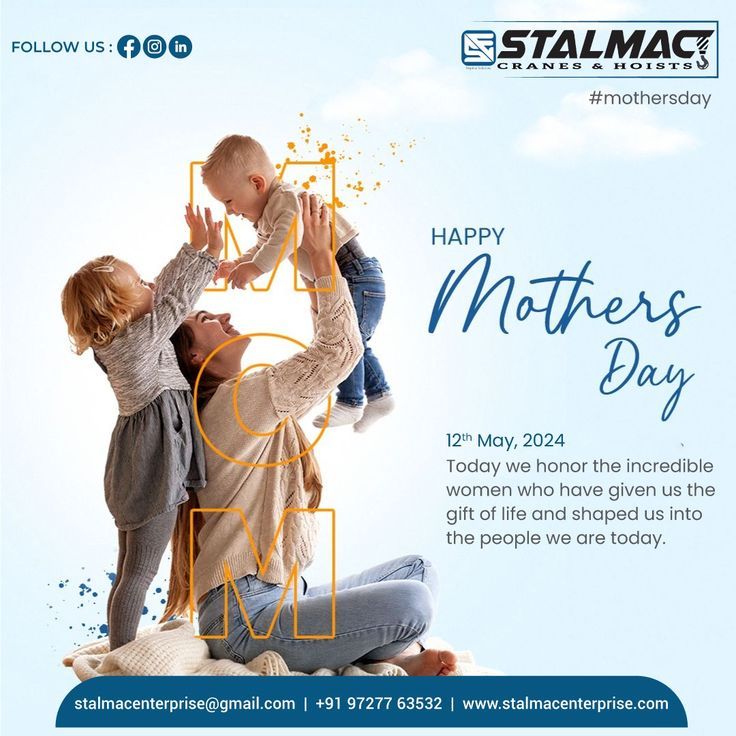 FOLLOW US :
STALMAC
CRANES & HOISTS
#mothersday
MOM
HAPPY
Mothers
Day
12th May, 2024
Today we honor the incredible
women who have given us the
gift of life and shaped us into
the people we are today.
stalmacenterprise@gmail.com | +91 97277 63532 | www.stalmacenterprise.com